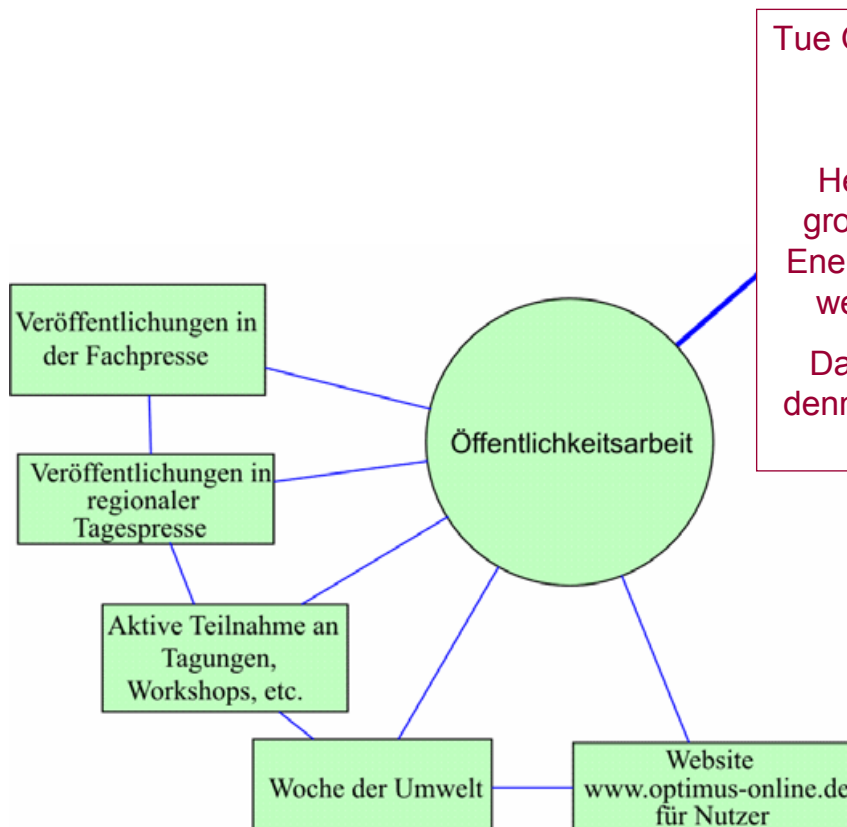 Tue
Veröffentlichungen in
der Fachpresse
Veröffentlichungen in
regionaler
Tagespresse
Öffentlichkeitsarbeit
Aktive Teilnahme an
Tagungen,
Workshops, etc.
Woche der Umwelt
Website
www.optimus-online.de
für Nutzer